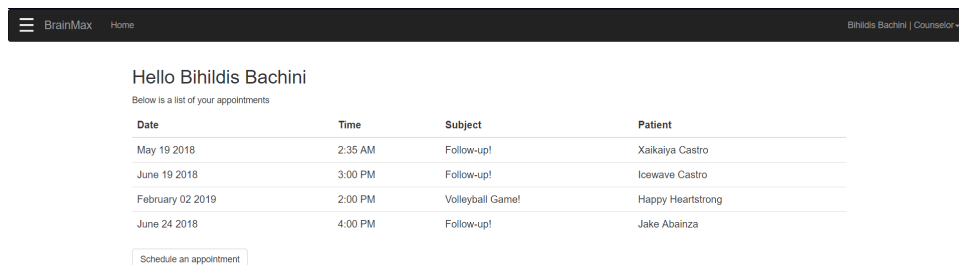 BrainMax Home Bihildis Bachini | Counselor
Hello Bihildis Bachini
Below is a list of your appointments
Date Time Subject Patient
May 19 2018 2:35 AM Follow-up! Xaikaiya Castro
June 19 2018 3:00 PM Follow-up! Icewave Castro
February 02 2019 2:00 PM Volleyball Game! Happy Heartstrong
June 24 2018 4:00 PM Follow-up! Jake Abainza
Schedule an appointment